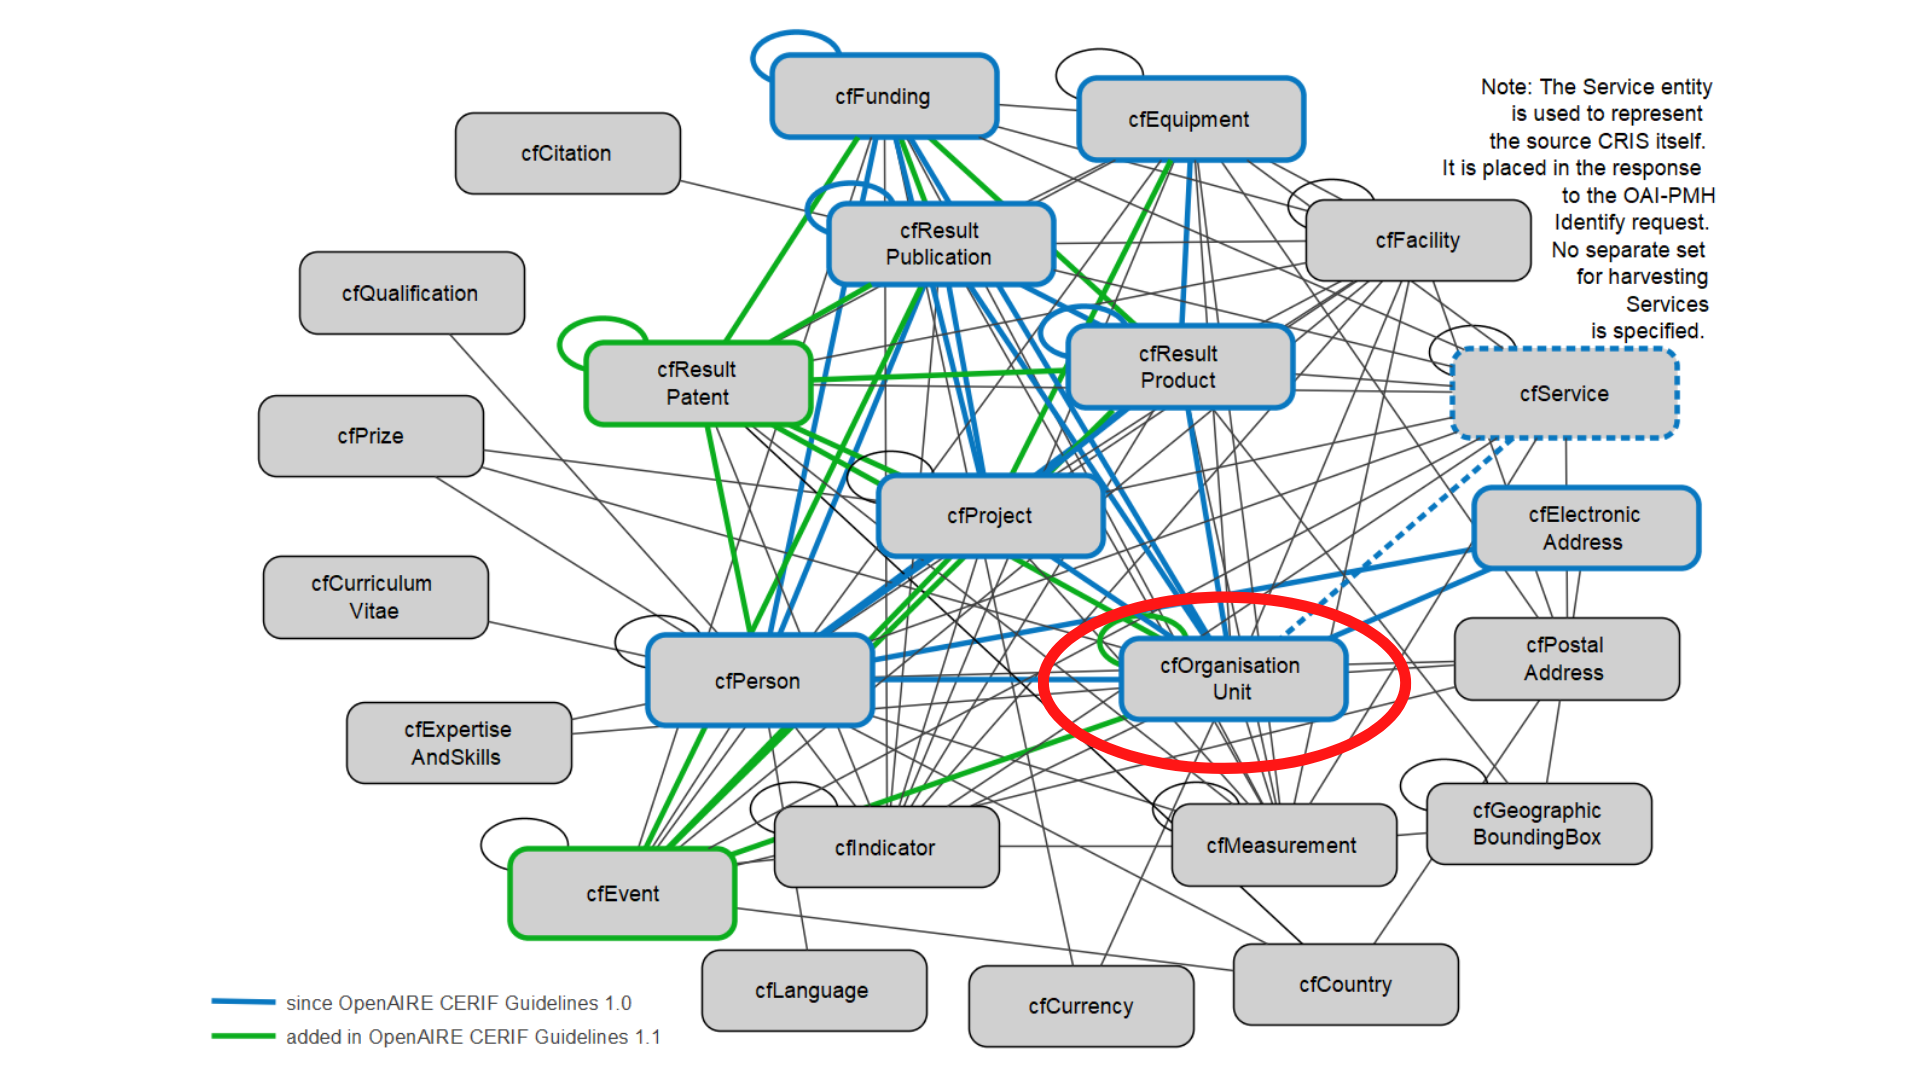 cfFunding
cfEquipment
Note: The Service entity
is used to represent
the source CRIS itself.
It is placed in the response
to the OAI-PMH
Identify request.
No separate set
for harvesting
Services
is specified.
cfCitation
cfResult
Publication
cfFacility
cfQualification
cfResult
Patent
cfResult
Product
cfService
cfPrize
cfProject
cfElectronic
Address
cfCurriculum
Vitae
cfPerson
cfOrganisation
Unit
cfPostal
Address
cfExpertise
AndSkills
cfIndicator
cfMeasurement
cfGeographic
BoundingBox
cfEvent
cfLanguage
cfCurrency
cfCountry
since OpenAIRE CERIF Guidelines 1.0
added in OpenAIRE CERIF Guidelines 1.1